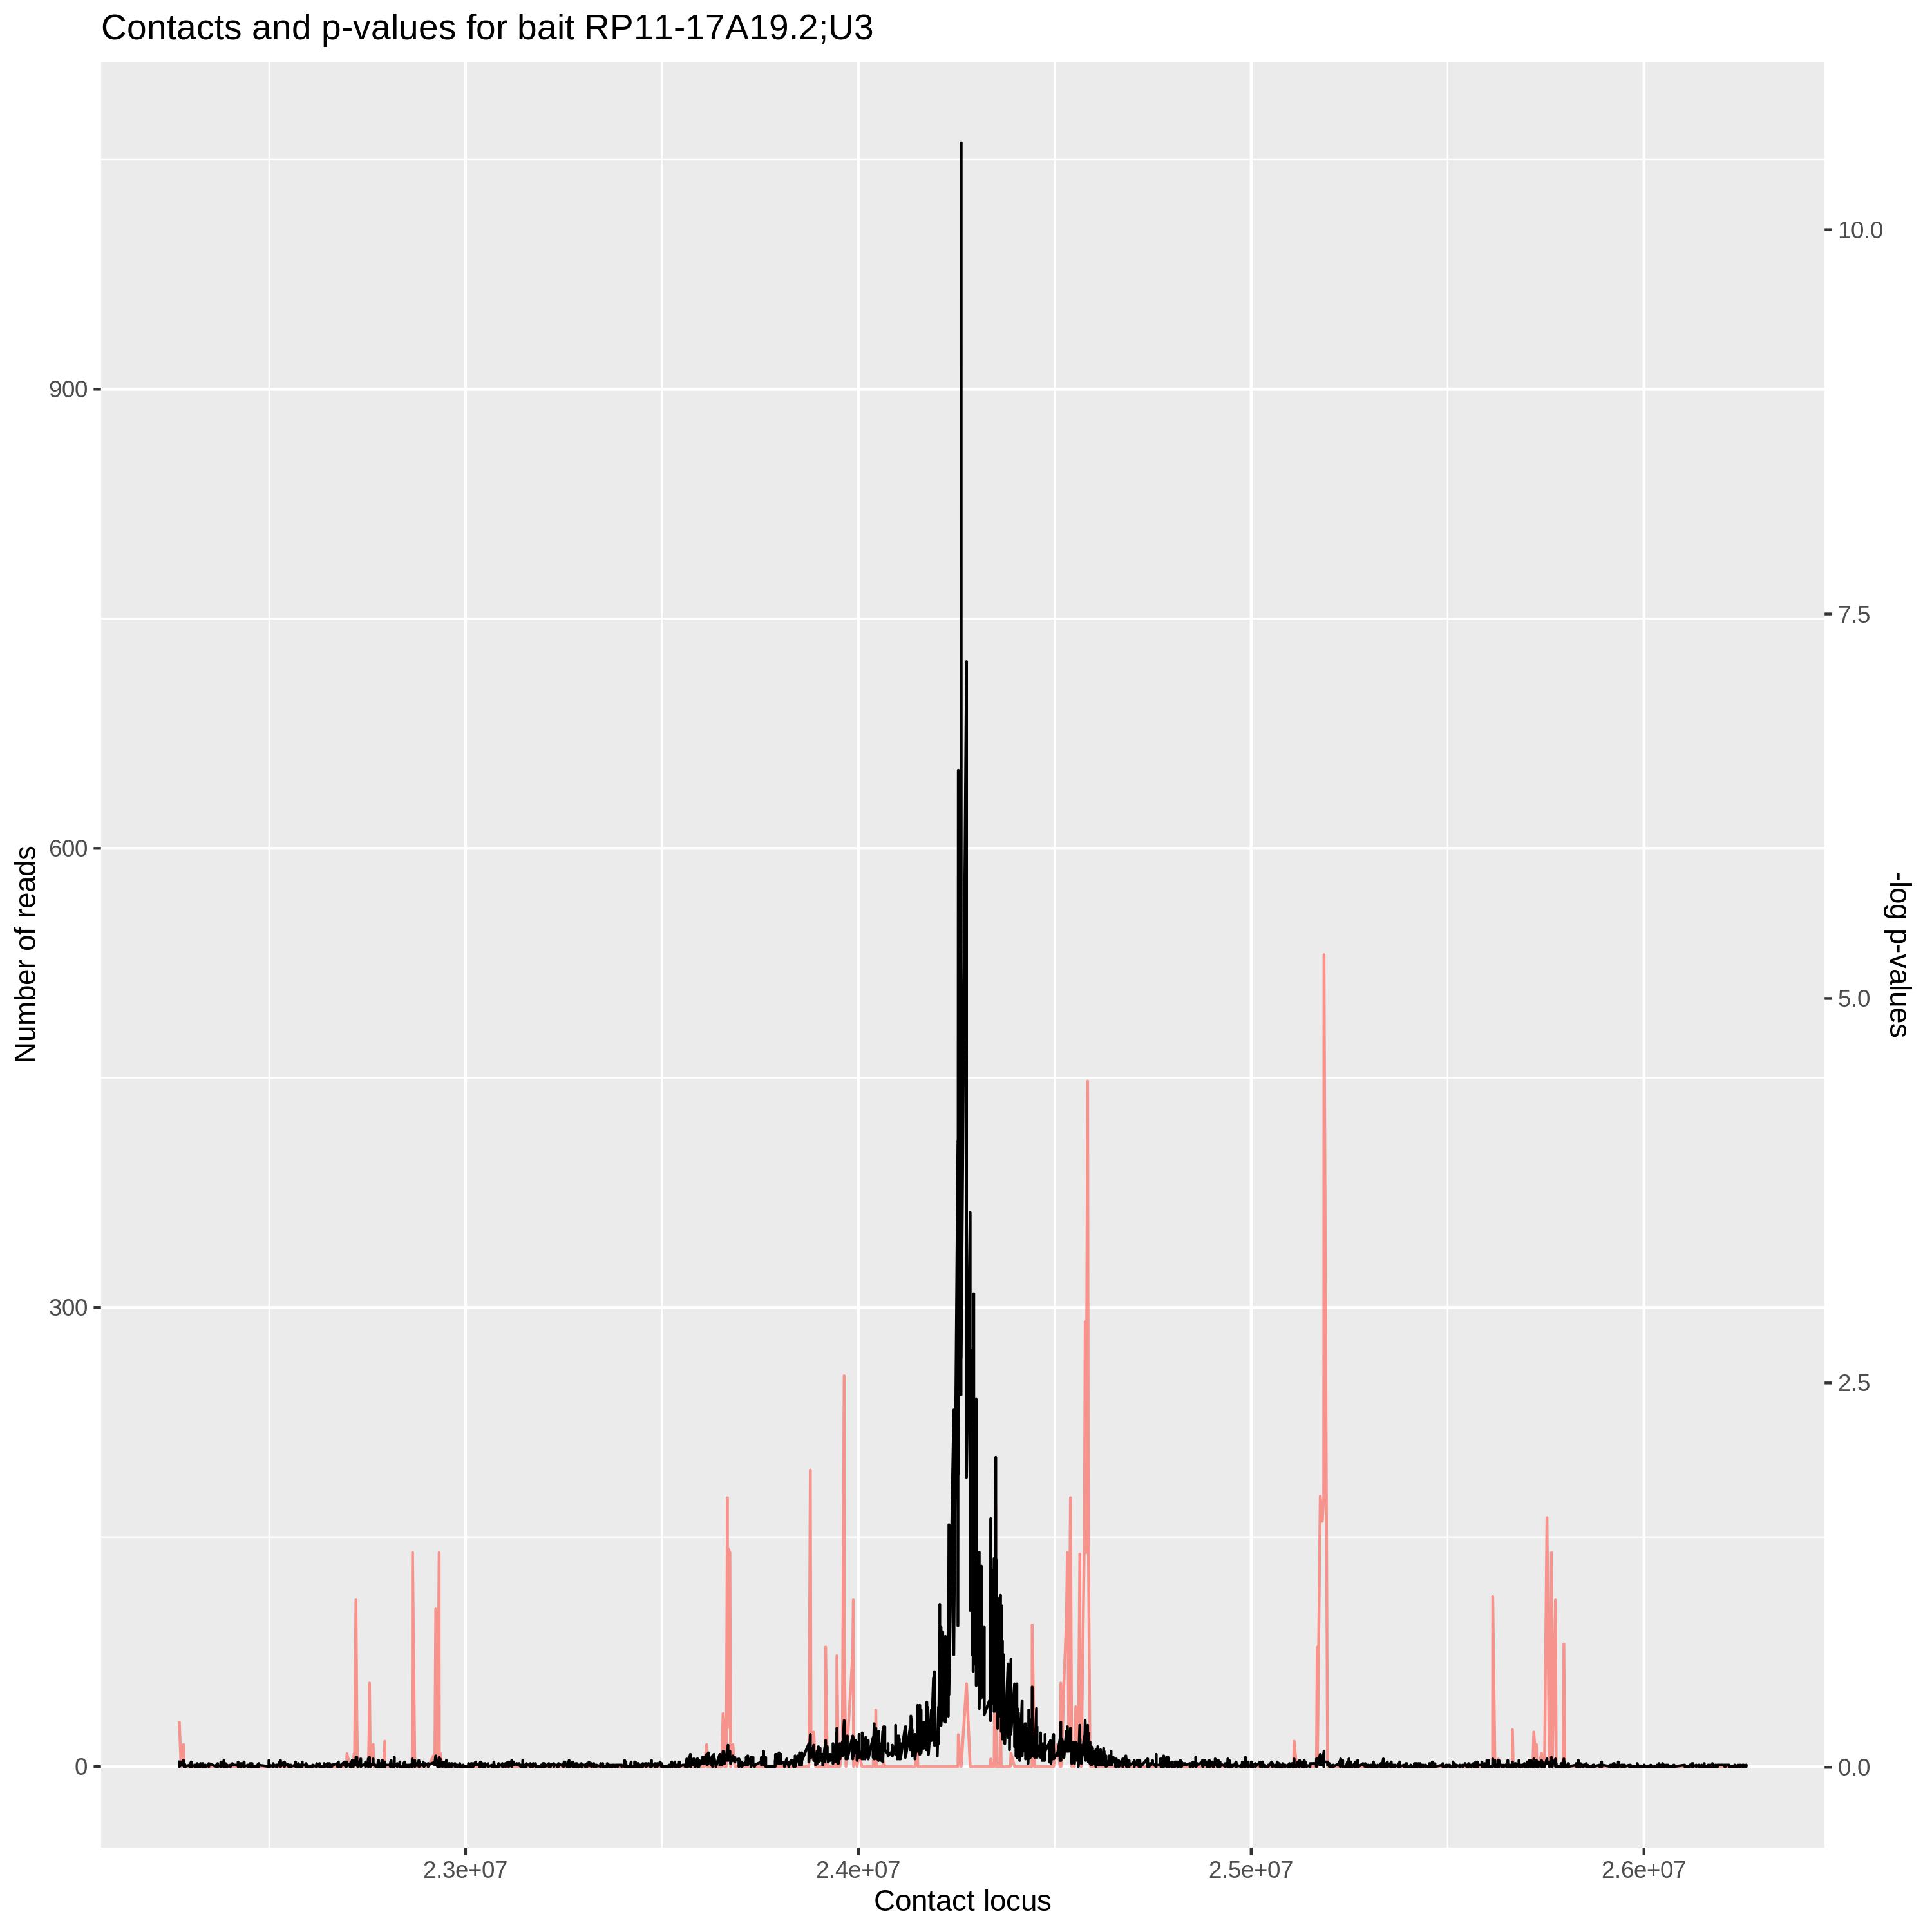 Contacts and p-values for bait RP11-17A19.2;U3
900
600
300
0
Number of reads
10.0
7.5
5.0
2.5
0.0
-log p-values
2.3e+07
2.4e+07
2.5e+07
2.6e+07
Contact locus